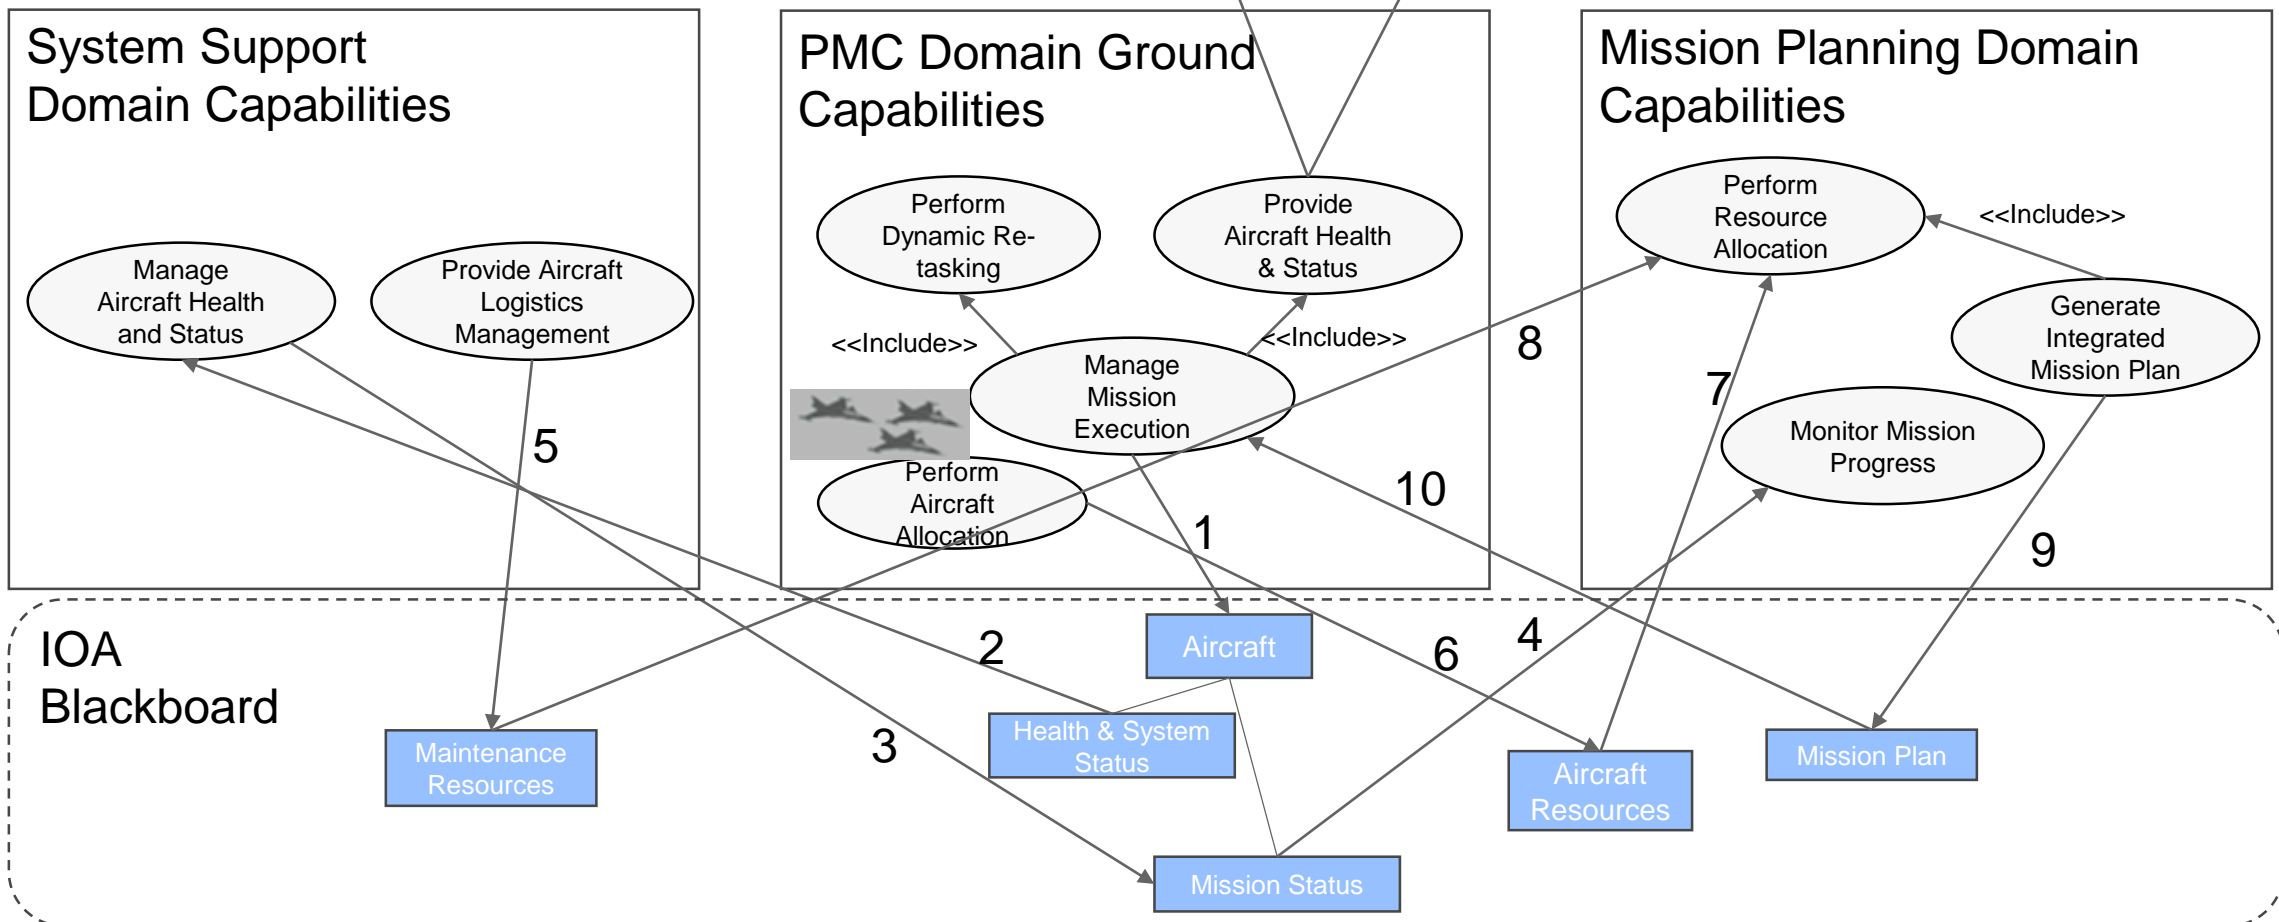 System Support
Domain Capabilities
Manage
Aircraft Health
and Status
Provide Aircraft
Logistics
Management
5
PMC Domain Ground
Capabilities
Perform
Dynamic Re-
tasking
Provide
Aircraft Health
& Status
<<Include>>
<<Include>>
Manage
Mission
Execution
Perform
Aircraft
Allocation
1
10
8
Mission Planning Domain
Capabilities
Perform
Resource
Allocation
<<Include>>
Generate
Integrated
Mission Plan
7
Monitor Mission
Progress
9
IOA
Blackboard
Maintenance
Resources
3
2
Aircraft
Health & System
Status
Mission Status
6
4
Aircraft
Resources
Mission Plan